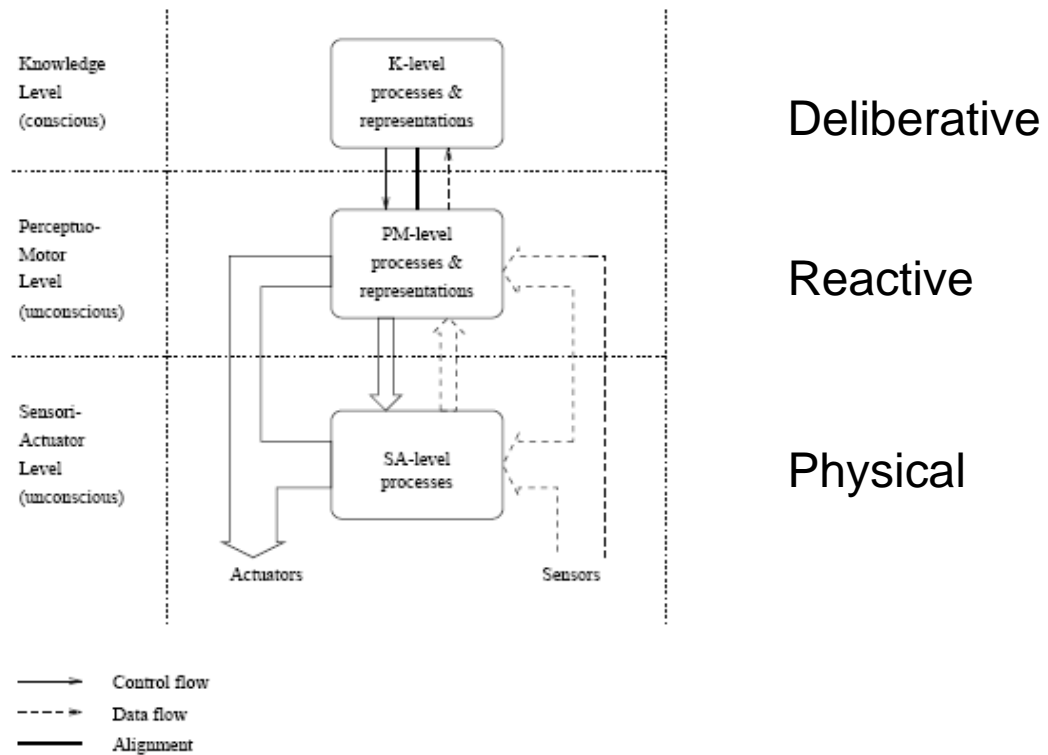 Knowledge
Level
(conscious)
K-level
processes &
representations
Deliberative
Perceptuo-
Motor
Level
(unconscious)
PM-level
processes &
representations
Reactive
Sensori-
Actuator
Level
(unconscious)
SA-level
processes
Physical
Actuators
Sensors
Control flow
Data flow
Alignment